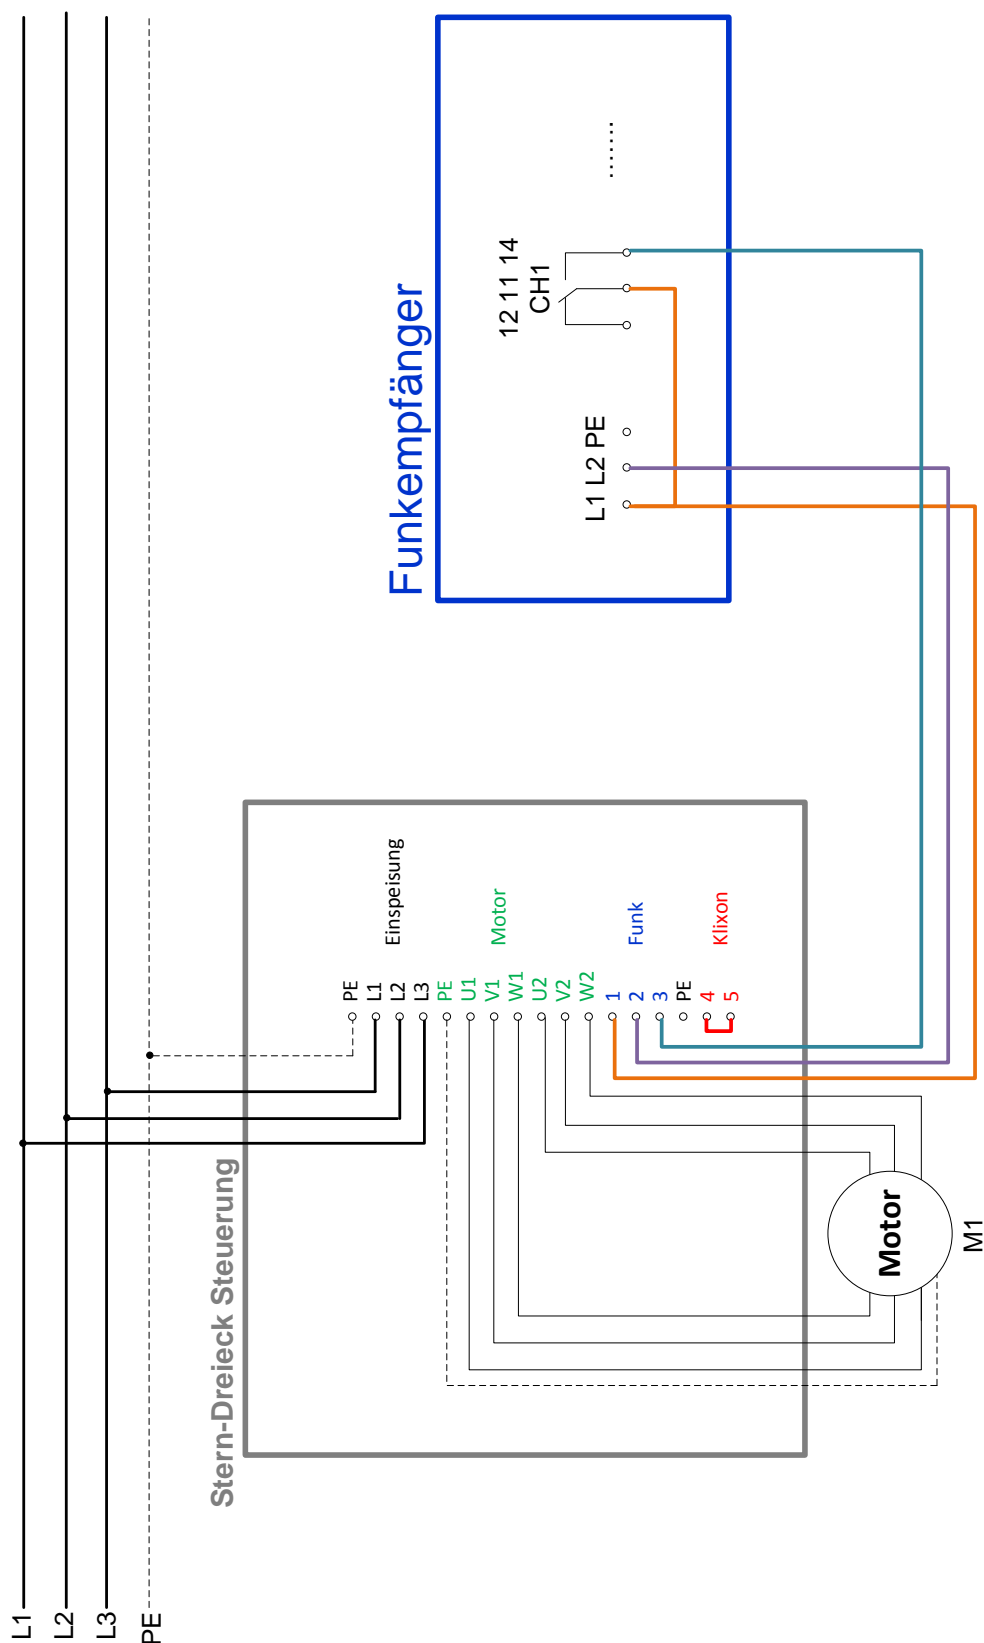 L1
L2
L3
PE
Stern-Dreieck Steuerung
PE
L1
L2
L3
PE
U1
V1
W1
U2
V2
W2
1
2
3
PE
4
5
Einspeisung
Motor
Funk
Klixon
Motor
M1
Funkempfänger
L1 L2 PE
12 11 14
CH1
.......